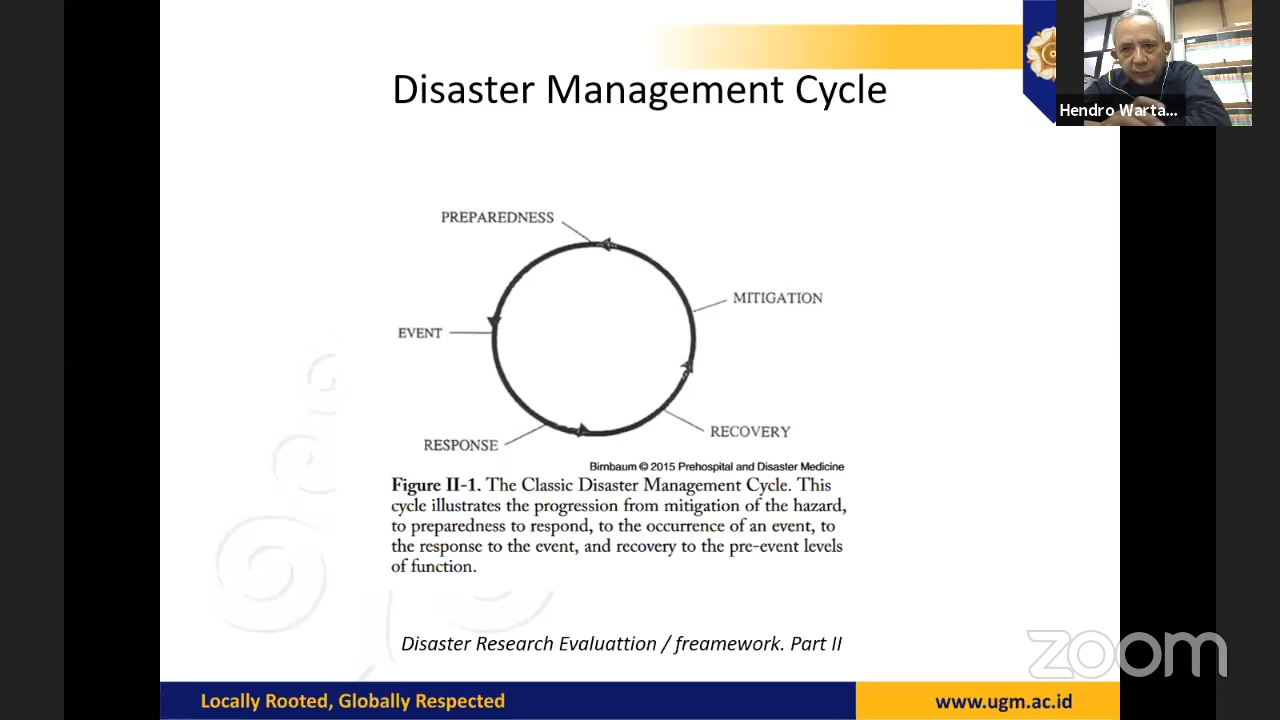 Disaster Management Cycle
Hendro Warta...
PREPAREDNESS
MITIGATION
EVENT
RECOVERY
RESPONSE
Birnbaum © 2015 Prehospital and Disaster Medicine
Figure II-1. The Classic Disaster Management Cycle. This
cycle illustrates the progression from mitigation of the hazard,
to preparedness to respond, to the occurrence of an event, to
the response to the event, and recovery to the pre-event levels
of function.
Disaster Research Evaluattion / freamework. Part II
zoom
Locally Rooted, Globally Respected
www.ugm.ac.id